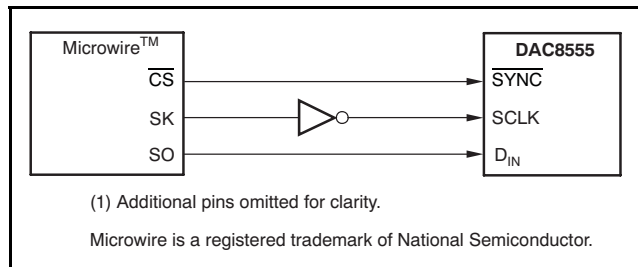 Microwire™ DAC8555
CS SYNC
SK SCLK
SO DIN
(1) Additional pins omitted for clarity.
Microwire is a registered trademark of National Semiconductor.